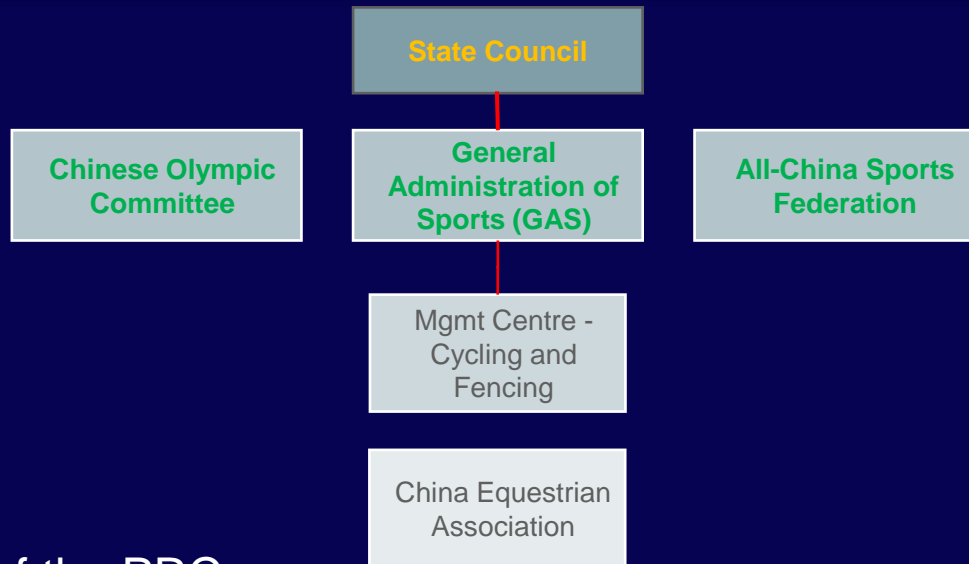 State Council
Chinese Olympic
Committee
General
Administration of
Sports (GAS)
All-China Sports
Federation
Mgmt Centre -
Cycling and
Fencing
China Equestrian
Association